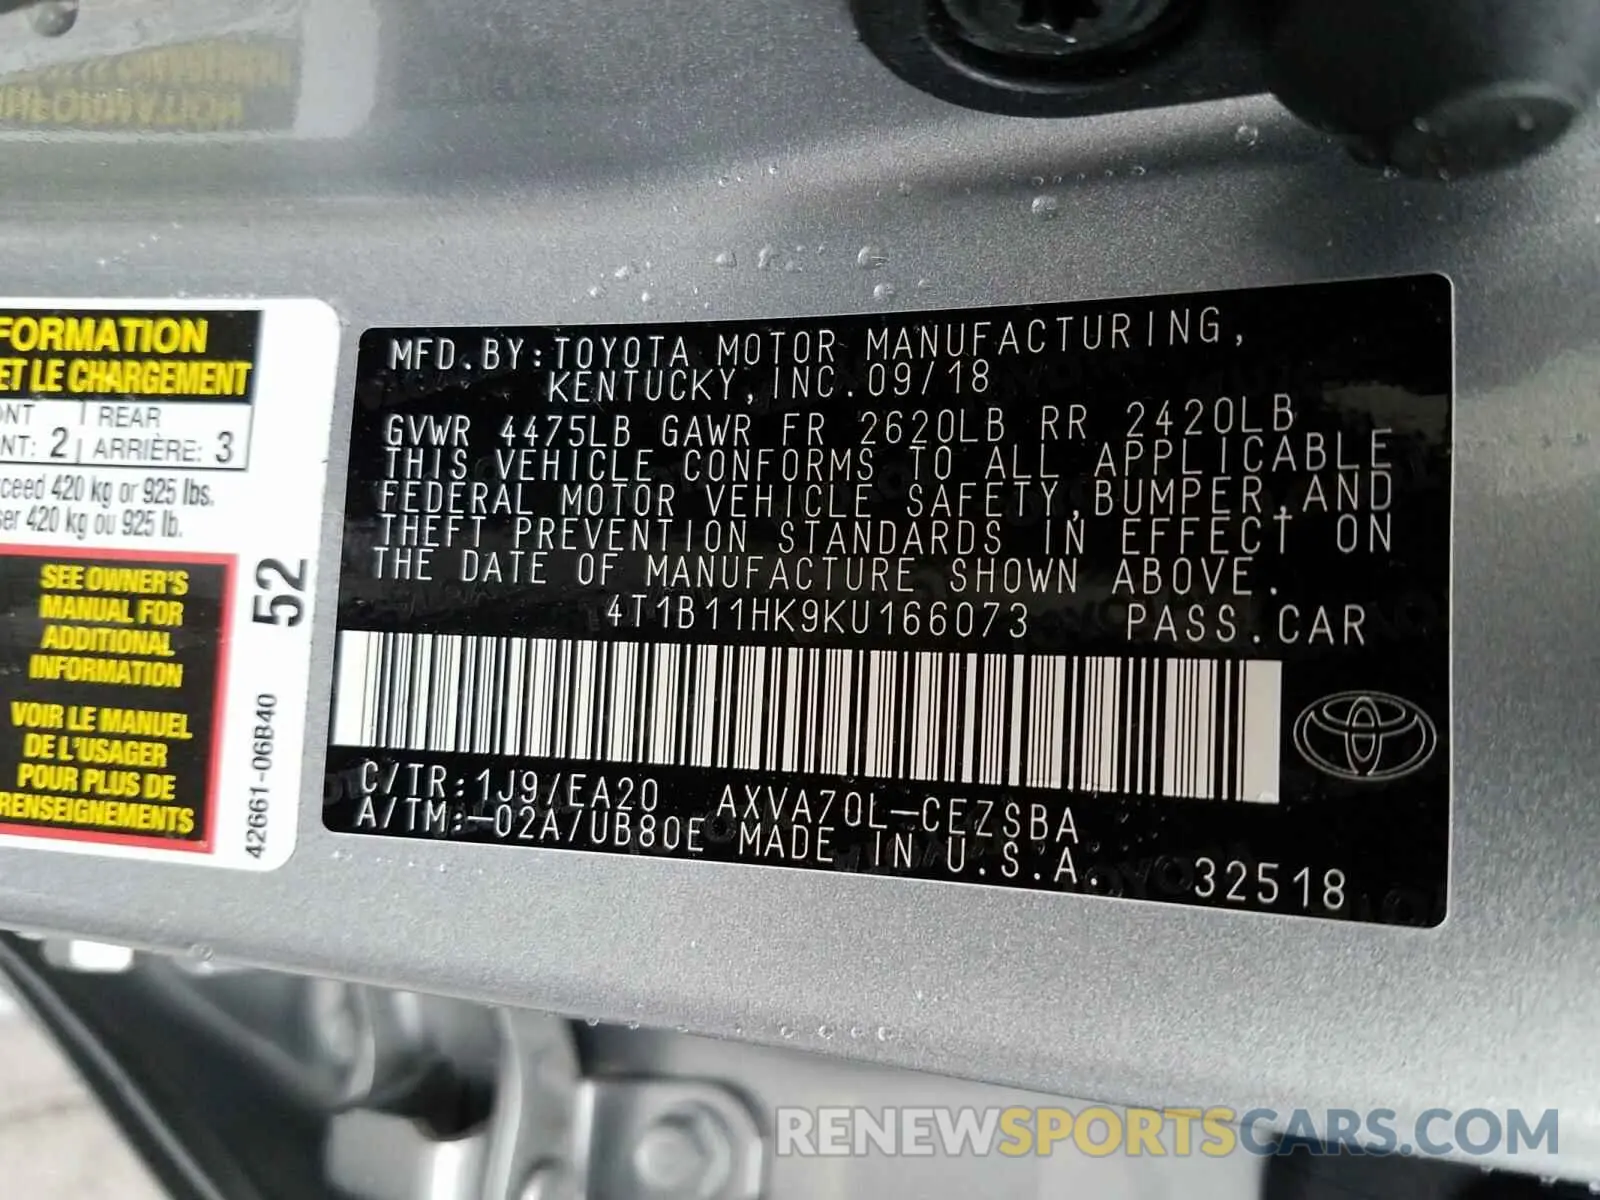 FORMATION
ET LE CHARGEMENT
REAR
2 ARRIÈRE: 3
420 kg or 925 lbs.
420 kg ou 925 lb.
SEE OWNER'S
MANUAL FOR
ADDITIONAL
INFORMATION
VOIR LE MANUEL
DE L'USAGER
POUR PLUS DE
RENSEIGNEMENTS
52
42661-06B40
MFD.BY:TOYOTA MOTOR MANUFACTURING,
KENTUCKY,INC.09/18
GVWR 4475LB GAWR FR 2620LB RR 2420LB
THIS VEHICLE CONFORMS TO ALL APPLICABLE
FEDERAL MOTOR VEHICLE SAFETY,BUMPER,AND
THEFT PREVENTION STANDARDS IN EFFECT ON
THE DATE OF MANUFACTURE SHOWN ABOVE.
4T1B11HK9KU166073 PASS.CAR
C/TR:1J9/EA20 AXVA70L-CEZSBA
A/TM:-02A/UB80E MADE IN U.S.A. 32518
RENEWSPORTSCARS.COM